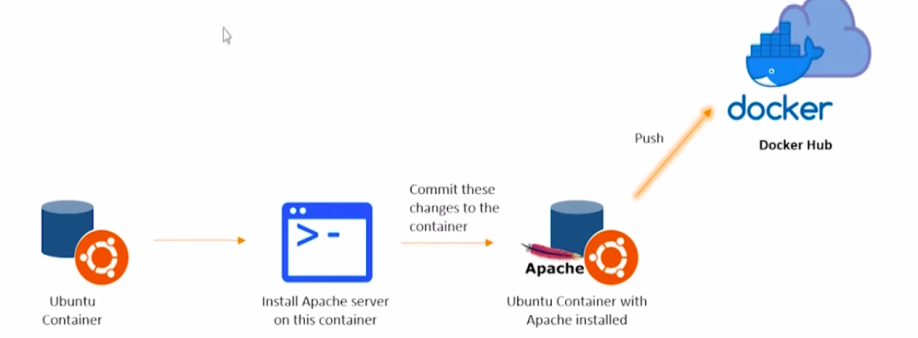 docker
Docker Hub
Push
Commit these
changes to the
container
>-
Apache
Ubuntu
Container
Install Apache server
on this container
Ubuntu Container with
Apache installed